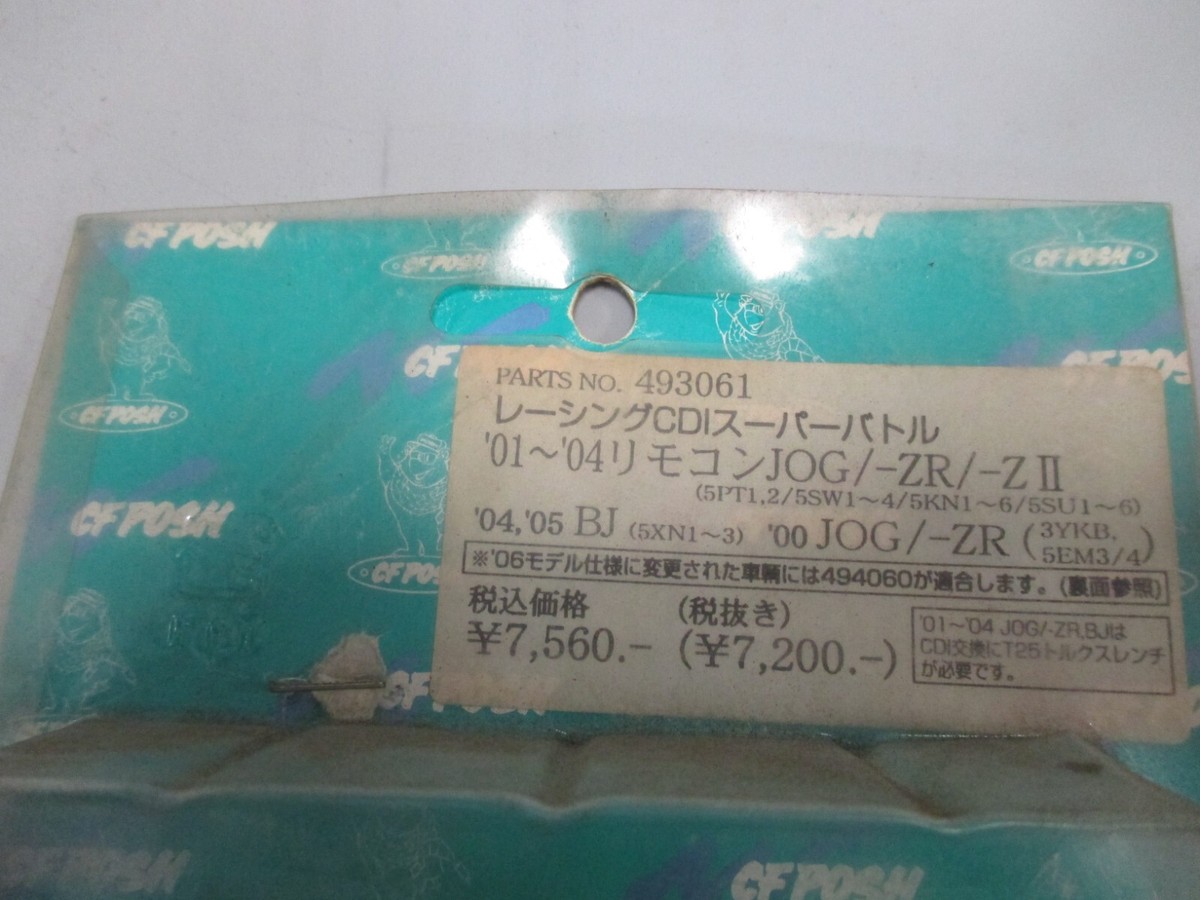 CF POSH
CF POSH
CF POSH
CF POSH
CF POSH
PARTS NO. 493061
レーシングCDIスーパーバトル
'01～'04リモコンJOG/-ZR/-ZⅡ
(5PT1,2/5SW1～4/5KN1～6/5SU1～6)
'04,'05 BJ (5XN1～3) '00 JOG/-ZR (3YKB, 5EM3/4)
※'06モデル仕様に変更された車輌には494060が適合します。(裏面参照)
税込価格 (税抜き)
¥7,560.- (¥7,200.-)
'01～'04 JOG/-ZR,BJは
CDI交換にT25トルクスレンチ
が必要です。
CF POSH
CF POSH
CF POSH